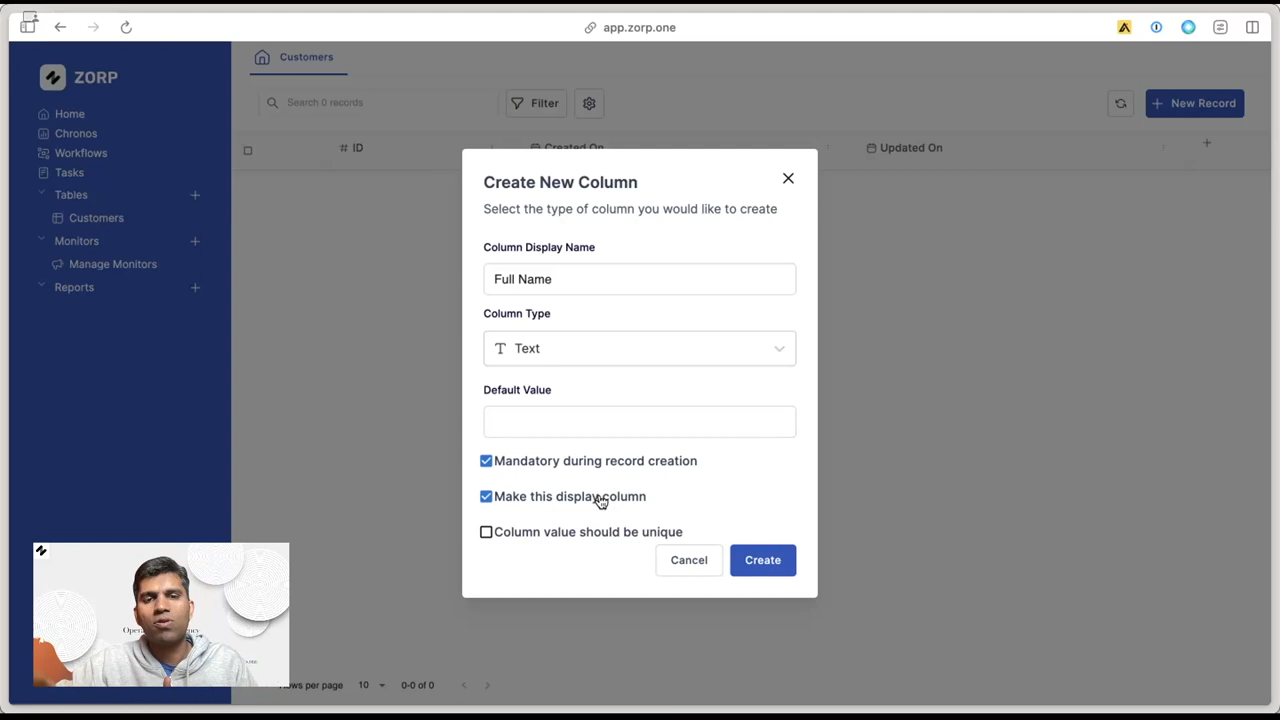 app.zorp.one
ZORP
Home
Chronos
Workflows
Tasks
Tables
Customers
Monitors
Manage Monitors
Reports
Customers
Search 0 records
Filter
New Record
# ID
Created On
Updated On
Create New Column
Select the type of column you would like to create
Column Display Name
Full Name
Column Type
Text
Default Value
Mandatory during record creation
Make this display column
Column value should be unique
Cancel
Create
rows per page
10
0-0 of 0